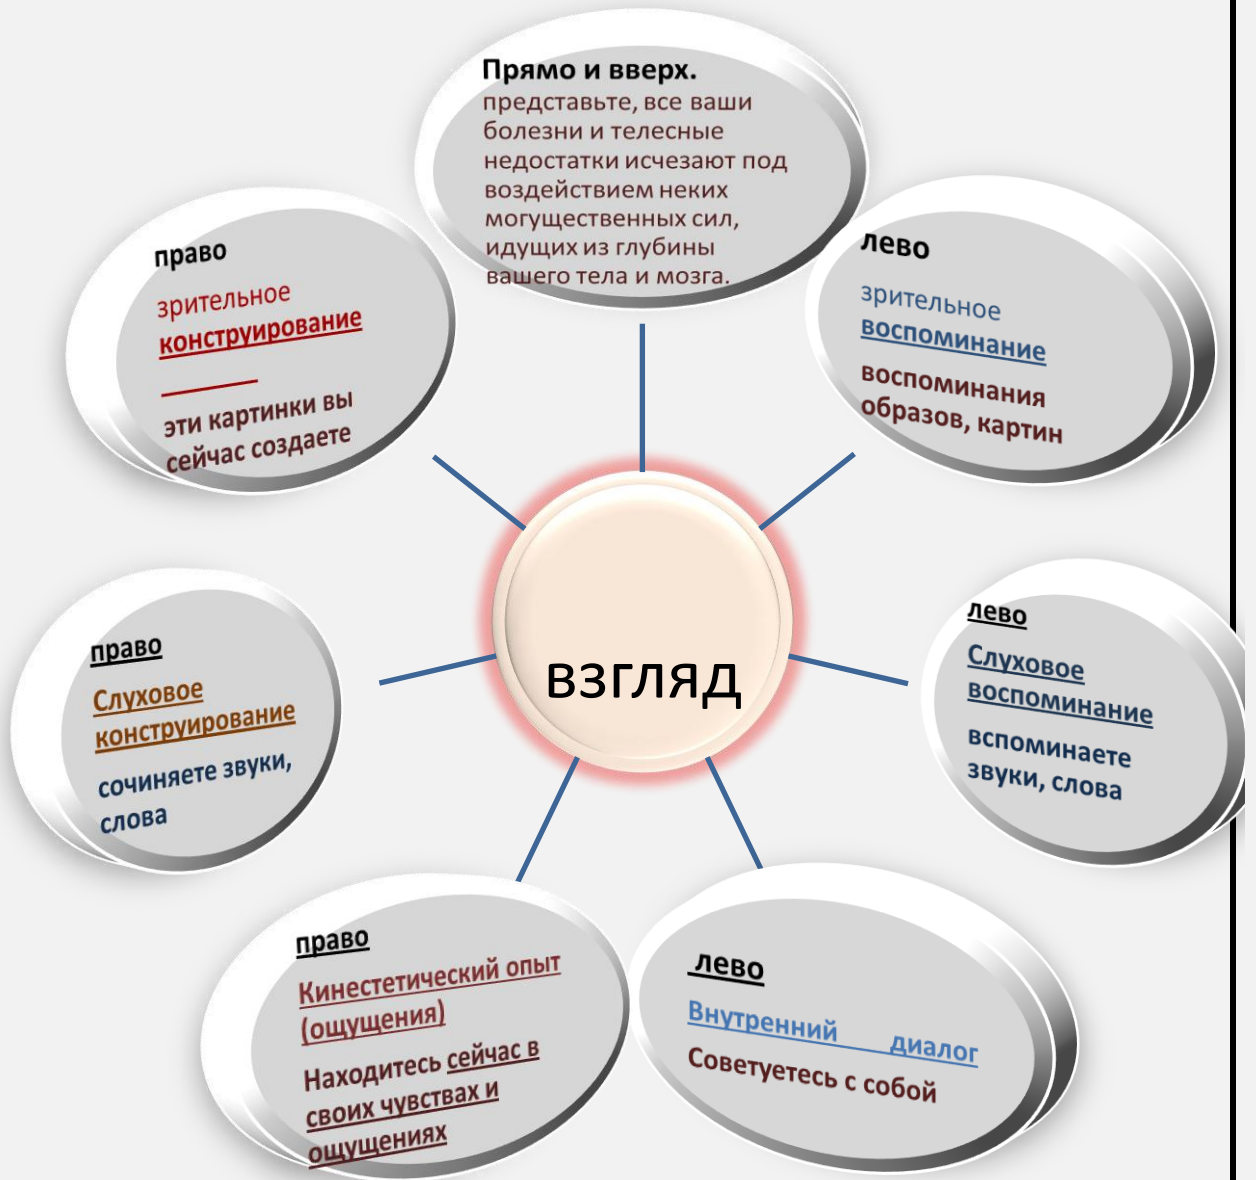 Прямо и вверх.
представьте, все ваши
болезни и телесные
недостатки исчезают под
воздействием неких
могущественных сил,
идущих из глубины
вашего тела и мозга.
право
зрительное
конструирование
эти картинки вы
сейчас создаете
лево
зрительное
воспоминание
воспоминания
образов, картин
право
Слуховое
конструирование
сочиняете звуки,
слова
взгляд
лево
Слуховое
воспоминание
вспоминаете
звуки, слова
право
Кинестетический опыт
(ощущения)
Находитесь сейчас в
своих чувствах и
ощущениях
лево
Внутренний диалог
Советуетесь с собой